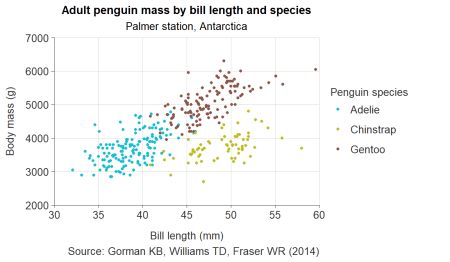 Adult penguin mass by bill length and species
Palmer station, Antarctica
7000
6000
5000
4000
3000
2000
Body mass (g)
30 35 40 45 50 55 60
Bill length (mm)
Penguin species
Adelie
Chinstrap
Gentoo
Source: Gorman KB, Williams TD, Fraser WR (2014)